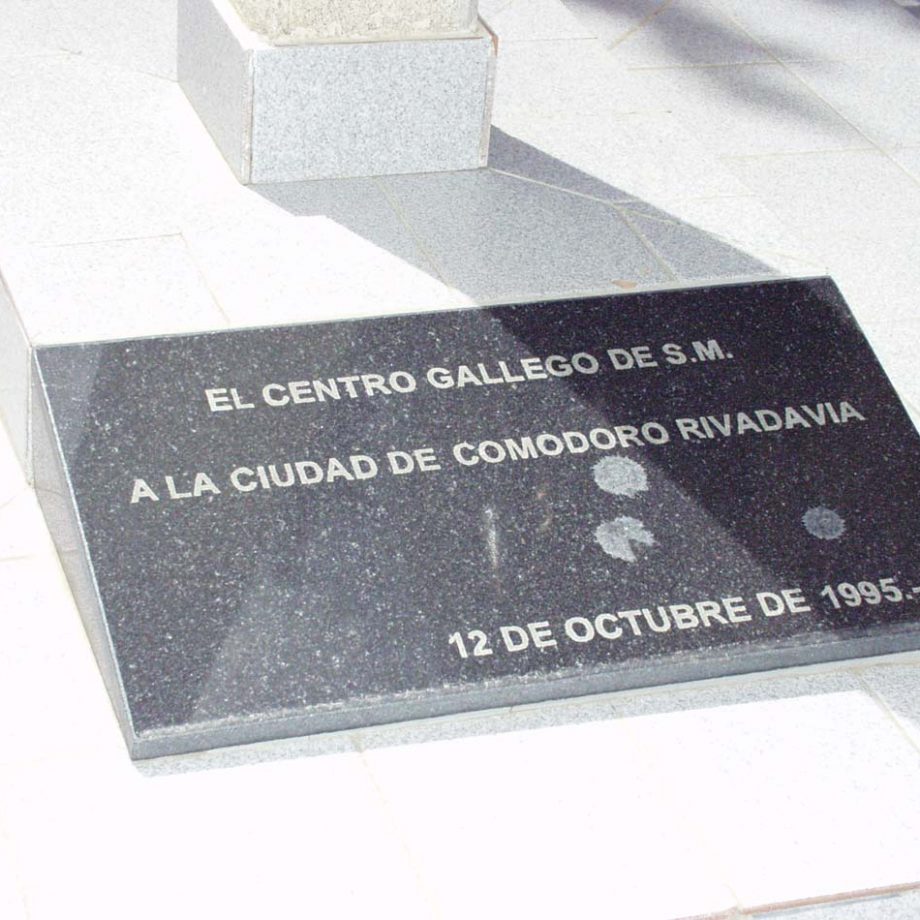 EL CENTRO GALLEGO DE S.M.
A LA CIUDAD DE COMODORO RIVADAVIA
12 DE OCTUBRE DE 1995.-